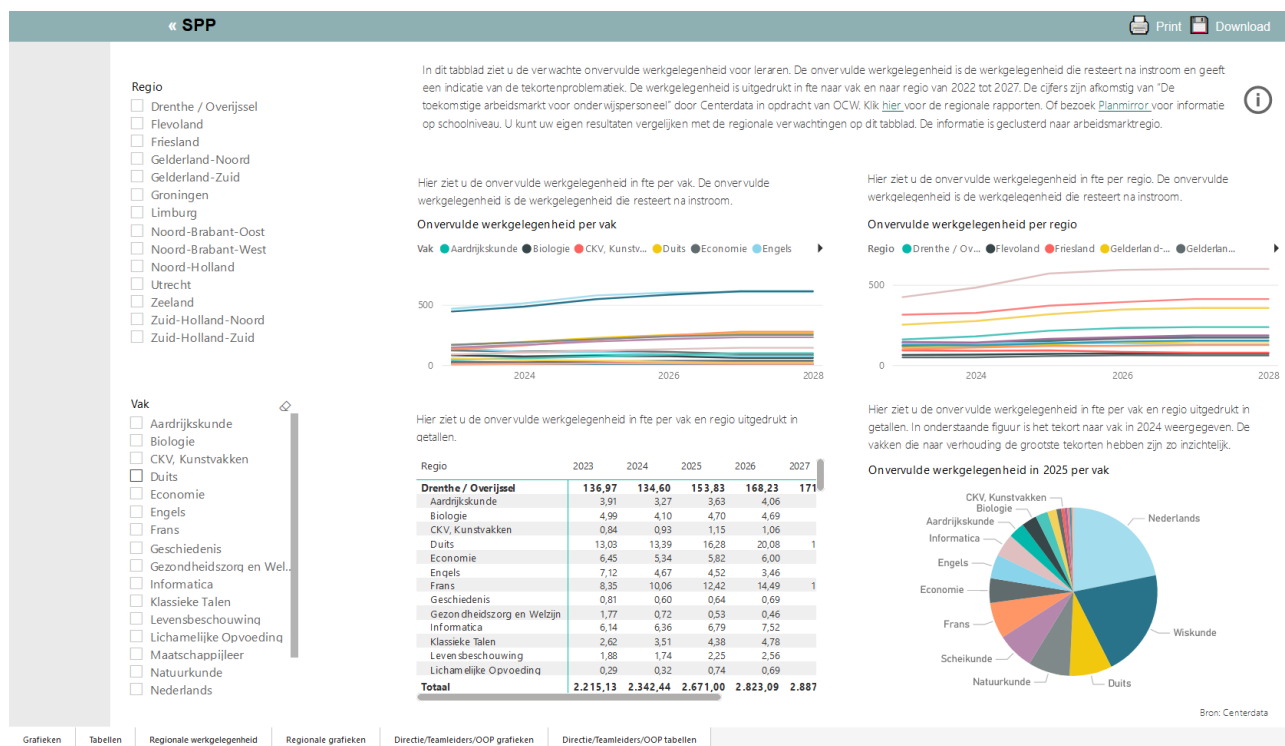 « SPP
Print Download
In dit tabblad ziet u de verwachte onvervulde werkgelegenheid voor leraren. De onvervulde werkgelegenheid is de werkgelegenheid die resteert na instroom en geeft
een indicatie van de tekortenproblematiek. De werkgelegenheid is uitgedrukt in fte naar vak en naar regio van 2022 tot 2027. De cijfers zijn afkomstig van "De
toekomstige arbeidsmarkt voor onderwijspersoneel" door Centerdata in opdracht van OCW. Klik hier voor de regionale rapporten. Of bezoek Planmirror voor informatie
op schoolniveau. U kunt uw eigen resultaten vergelijken met de regionale verwachtingen op dit tabblad. De informatie is geclusterd naar arbeidsmarktregio.
Regio
Drenthe / Overijssel
Flevoland
Friesland
Gelderland-Noord
Gelderland-Zuid
Groningen
Limburg
Noord-Brabant-Oost
Noord-Brabant-West
Noord-Holland
Utrecht
Zeeland
Zuid-Holland-Noord
Zuid-Holland-Zuid
Vak
Aardrijkskunde
Biologie
CKV, Kunstvakken
Duits
Economie
Engels
Frans
Geschiedenis
Gezondheidszorg en Wel...
Informatica
Klassieke Talen
Levensbeschouwing
Lichamelijke Opvoeding
Maatschappijleer
Natuurkunde
Nederlands
Hier ziet u de onvervulde werkgelegenheid in fte per vak. De onvervulde
werkgelegenheid is de werkgelegenheid die resteert na instroom.
Onvervulde werkgelegenheid per vak
Vak Aardrijkskunde Biologie CKV, Kunstv... Duits Economie Engels
500
0
2024 2026 2028
Hier ziet u de onvervulde werkgelegenheid in fte per regio. De onvervulde
werkgelegenheid is de werkgelegenheid die resteert na instroom.
Onvervulde werkgelegenheid per regio
Regio Drenthe / Ov... Flevoland Friesland Gelderland-... Gelderlan...
500
0
2024 2026 2028
Hier ziet u de onvervulde werkgelegenheid in fte per vak en regio uitgedrukt in
getallen.
Regio 2023 2024 2025 2026 2027
Drenthe / Overijssel 136,97 134,60 153,83 168,23 171
Aardrijkskunde 3,91 3,27 3,63 4,06
Biologie 4,99 4,10 4,70 4,69
CKV, Kunstvakken 0,84 0,93 1,15 1,06
Duits 13,03 13,39 16,28 20,08 1
Economie 6,45 5,34 5,82 6,00
Engels 7,12 4,67 4,52 3,46
Frans 8,35 10,06 12,42 14,49 1
Geschiedenis 0,81 0,60 0,64 0,69
Gezondheidszorg en Welzijn 1,77 0,72 0,53 0,46
Informatica 6,14 6,36 6,79 7,52
Klassieke Talen 2,62 3,51 4,38 4,78
Levensbeschouwing 1,88 1,74 2,25 2,56
Lichamelijke Opvoeding 0,29 0,32 0,74 0,69
Totaal 2.215,13 2.342,44 2.671,00 2.823,09 2.887
Hier ziet u de onvervulde werkgelegenheid in fte per vak en regio uitgedrukt in
getallen. In onderstaande figuur is het tekort naar vak in 2024 weergegeven. De
vakken die naar verhouding de grootste tekorten hebben zijn zo inzichtelijk.
Onvervulde werkgelegenheid in 2025 per vak
CKV, Kunstvakken
Biologie
Aardrijkskunde
Informatica
Engels
Economie
Frans
Scheikunde
Natuurkunde
Duits
Wiskunde
Nederlands
Bron: Centerdata
Grafieken Tabellen Regionale werkgelegenheid Regionale grafieken Directie/Teamleiders/OOP grafieken Directie/Teamleiders/OOP tabellen